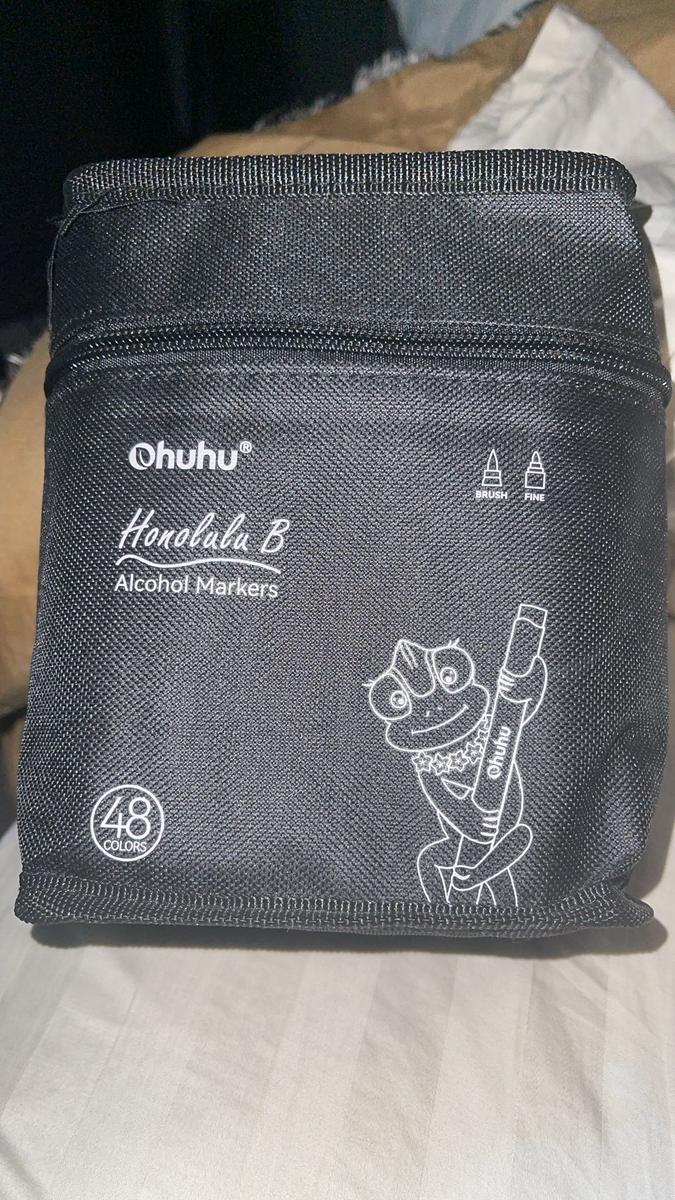 Ohuhu®
BRUSH FINE
Honolulu B
Alcohol Markers
Ohuhu
48
COLORS